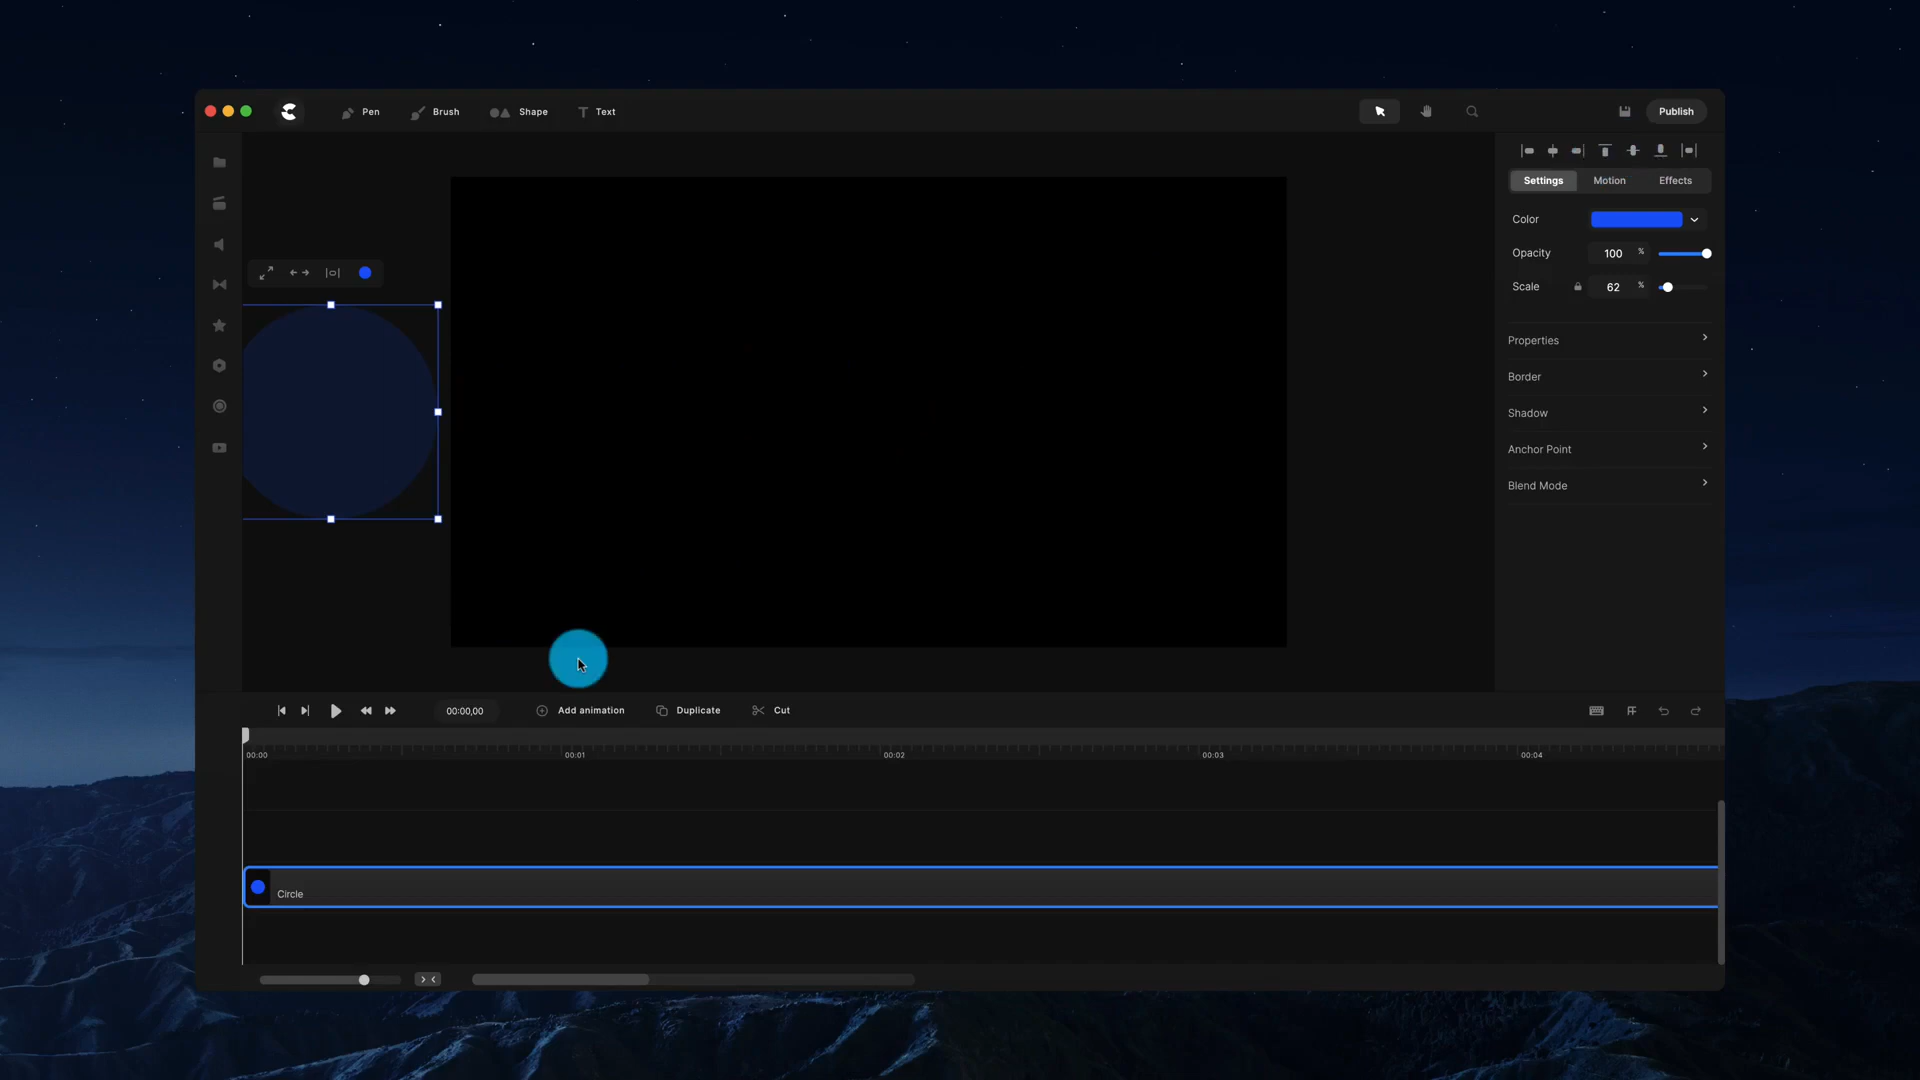 Pen Brush Shape Text Publish
Settings Motion Effects
Color
Opacity 100 %
Scale 62 %
Properties
Border
Shadow
Anchor Point
Blend Mode
00:00,00 Add animation Duplicate Cut
00:00 00:01 00:02 00:03 00:04
Circle